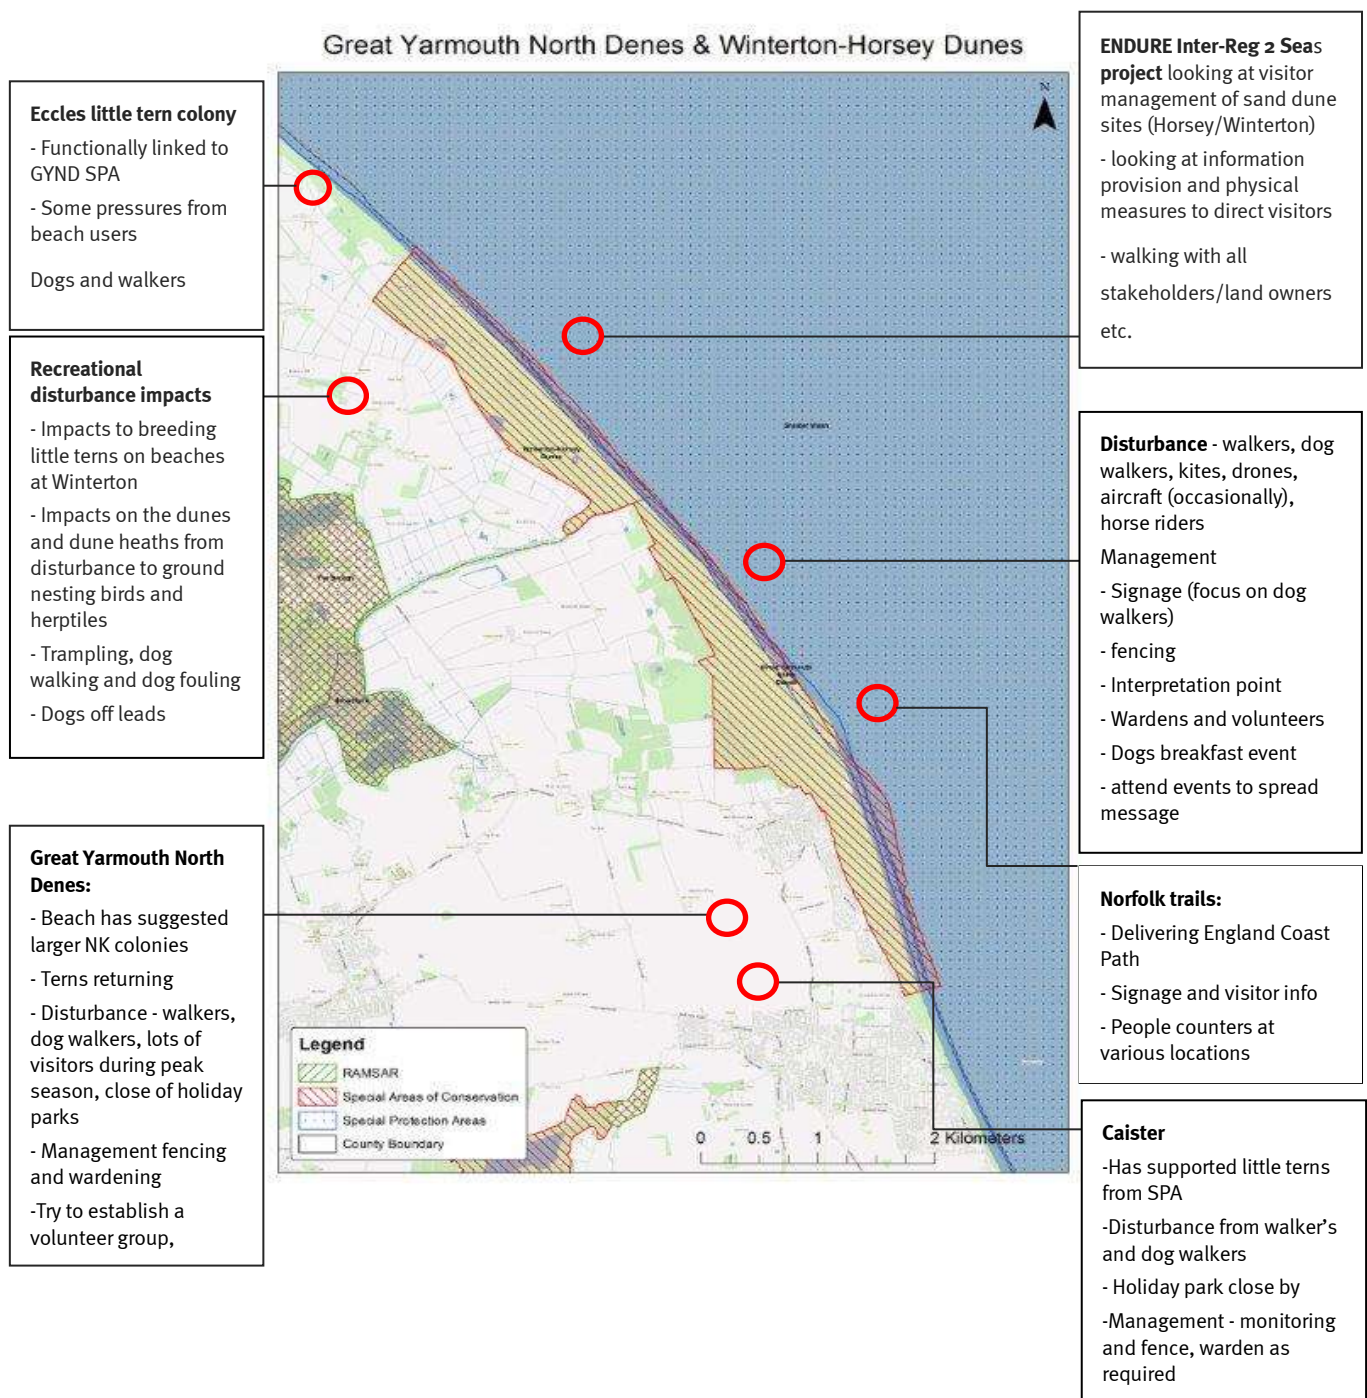 Great Yarmouth North Denes & Winterton-Horsey Dunes
Eccles little tern colony
- Functionally linked to
GYND SPA
- Some pressures from
beach users
Dogs and walkers
Recreational
disturbance impacts
- Impacts to breeding
little terns on beaches
at Winterton
- Impacts on the dunes
and dune heaths from
disturbance to ground
nesting birds and
herptiles
- Trampling, dog
walking and dog fouling
- Dogs off leads
Great Yarmouth North
Denes:
- Beach has suggested
larger NK colonies
- Terns returning
- Disturbance - walkers,
dog walkers, lots of
visitors during peak
season, close of holiday
parks
- Management fencing
and wardening
-Try to establish a
volunteer group,
N
Legend
RAMSAR
Special Areas of Conservation
Special Protection Areas
County Boundary
0 0.5 1 2 Kilometers
ENDURE Inter-Reg 2 Seas
project looking at visitor
management of sand dune
sites (Horsey/Winterton)
- looking at information
provision and physical
measures to direct visitors
- walking with all
stakeholders/land owners
etc.
Disturbance - walkers, dog
walkers, kites, drones,
aircraft (occasionally),
horse riders
Management
- Signage (focus on dog
walkers)
- fencing
- Interpretation point
- Wardens and volunteers
- Dogs breakfast event
- attend events to spread
message
Norfolk trails:
- Delivering England Coast
Path
- Signage and visitor info
- People counters at
various locations
Caister
-Has supported little terns
from SPA
-Disturbance from walker's
and dog walkers
- Holiday park close by
-Management - monitoring
and fence, warden as
required